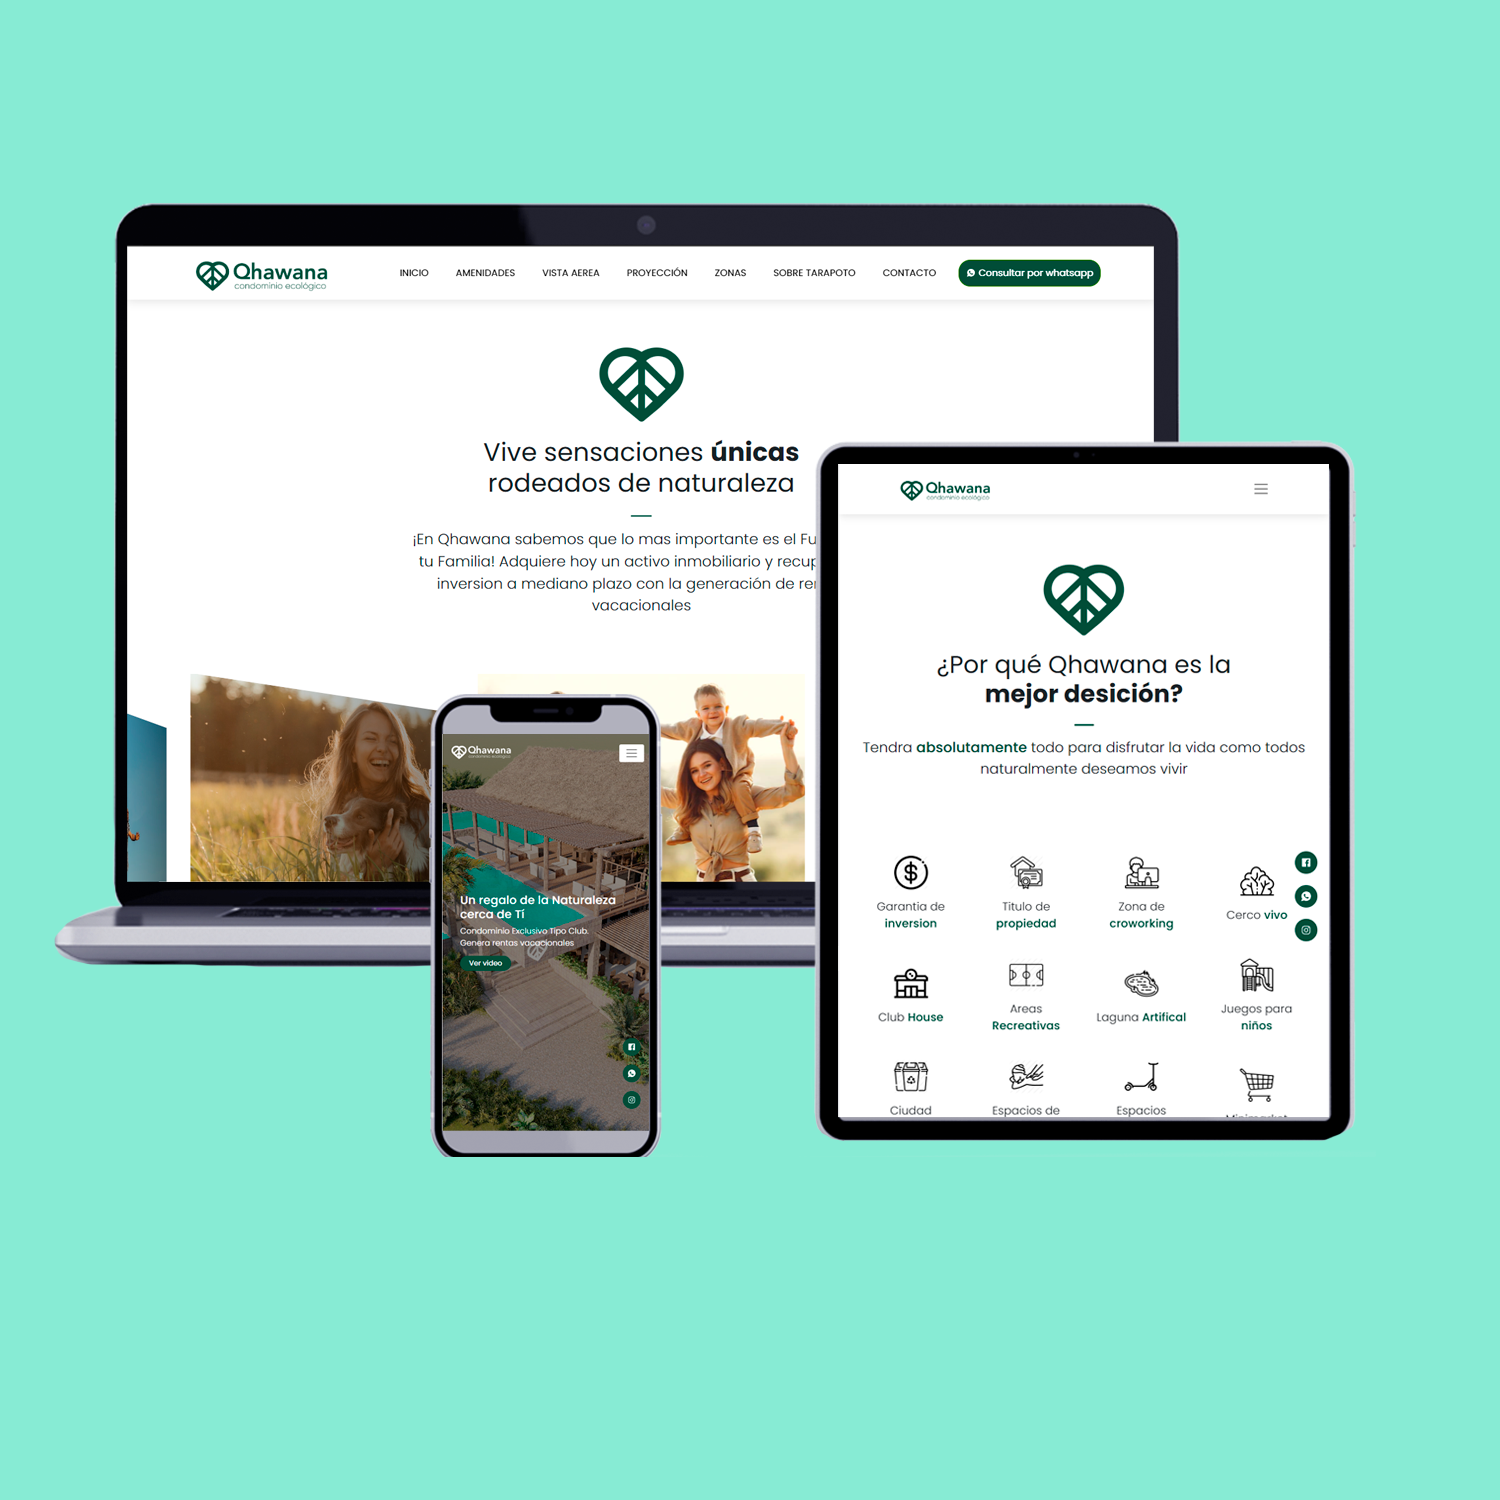 Qhawana
condominio ecológico
INICIO AMENIDADES VISTA AEREA PROYECCIÓN ZONAS SOBRE TARAPOTO CONTACTO Consultar por whatsapp
Vive sensaciones únicas
rodeados de naturaleza
¡En Qhawana sabemos que lo mas importante es el Fu
tu Familia! Adquiere hoy un activo inmobiliario y recup
inversion a mediano plazo con la generación de re
vacacionales
Qhawana
condominio ecológico
Un regalo de la Naturaleza
cerca de Tí
Condominio Exclusivo Tipo Club.
Genera rentas vacacionales
Ver video
Qhawana
condominio ecológico
¿Por qué Qhawana es la
mejor desición?
Tendra absolutamente todo para disfrutar la vida como todos
naturalmente deseamos vivir
Garantia de
inversion
Titulo de
propiedad
Zona de
croworking
Cerco vivo
Club House
Areas
Recreativas
Laguna Artifical
Juegos para
niños
Ciudad
Espacios de
Espacios
Minimarket